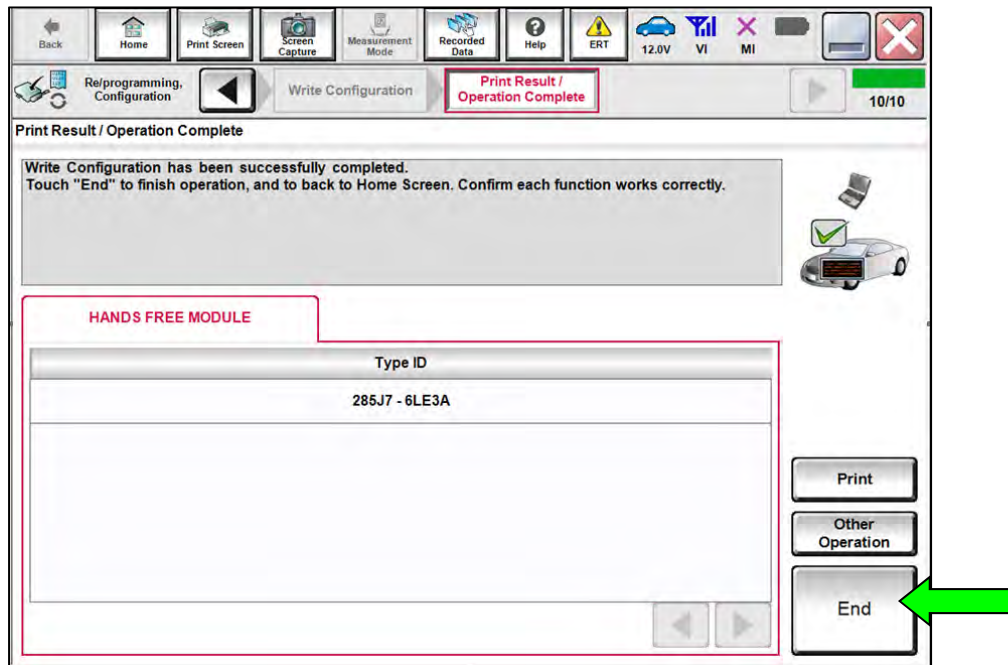 Back
Home
Print Screen
Screen
Capture
Measurement
Mode
Recorded
Data
Help
ERT
12.0V
VI
MI
Re/programming,
Configuration
Write Configuration
Print Result /
Operation Complete
10/10
Print Result / Operation Complete
Write Configuration has been successfully completed.
Touch "End" to finish operation, and to back to Home Screen. Confirm each function works correctly.
HANDS FREE MODULE
Type ID
285J7 - 6LE3A
Print
Other
Operation
End